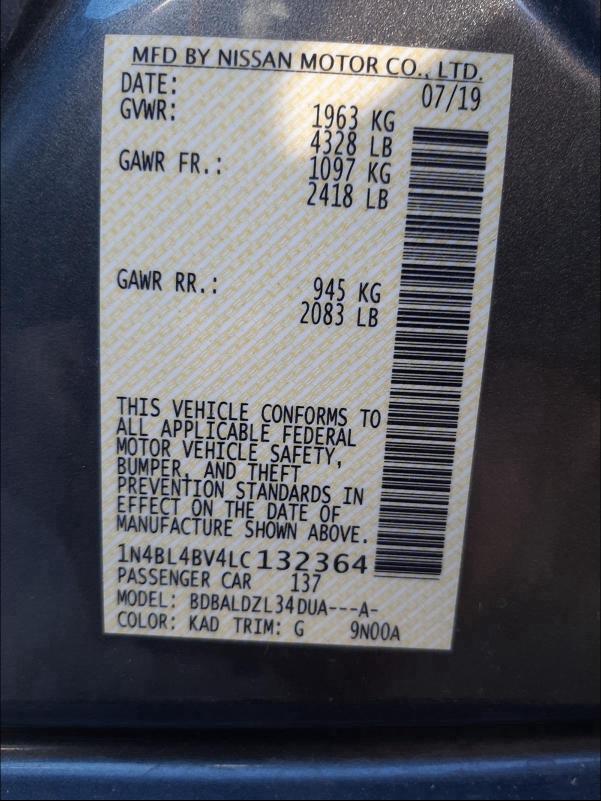 MFD BY NISSAN MOTOR CO., LTD.
DATE: 07/19
GVWR: 1963 KG
4328 LB
GAWR FR.: 1097 KG
2418 LB
GAWR RR.: 945 KG
2083 LB
THIS VEHICLE CONFORMS TO
ALL APPLICABLE FEDERAL
MOTOR VEHICLE SAFETY,
BUMPER, AND THEFT
PREVENTION STANDARDS IN
EFFECT ON THE DATE OF
MANUFACTURE SHOWN ABOVE.
1N4BL4BV4LC132364
PASSENGER CAR 137
MODEL: BDBALDZL34DUA---A-
COLOR: KAD TRIM: G 9N00A